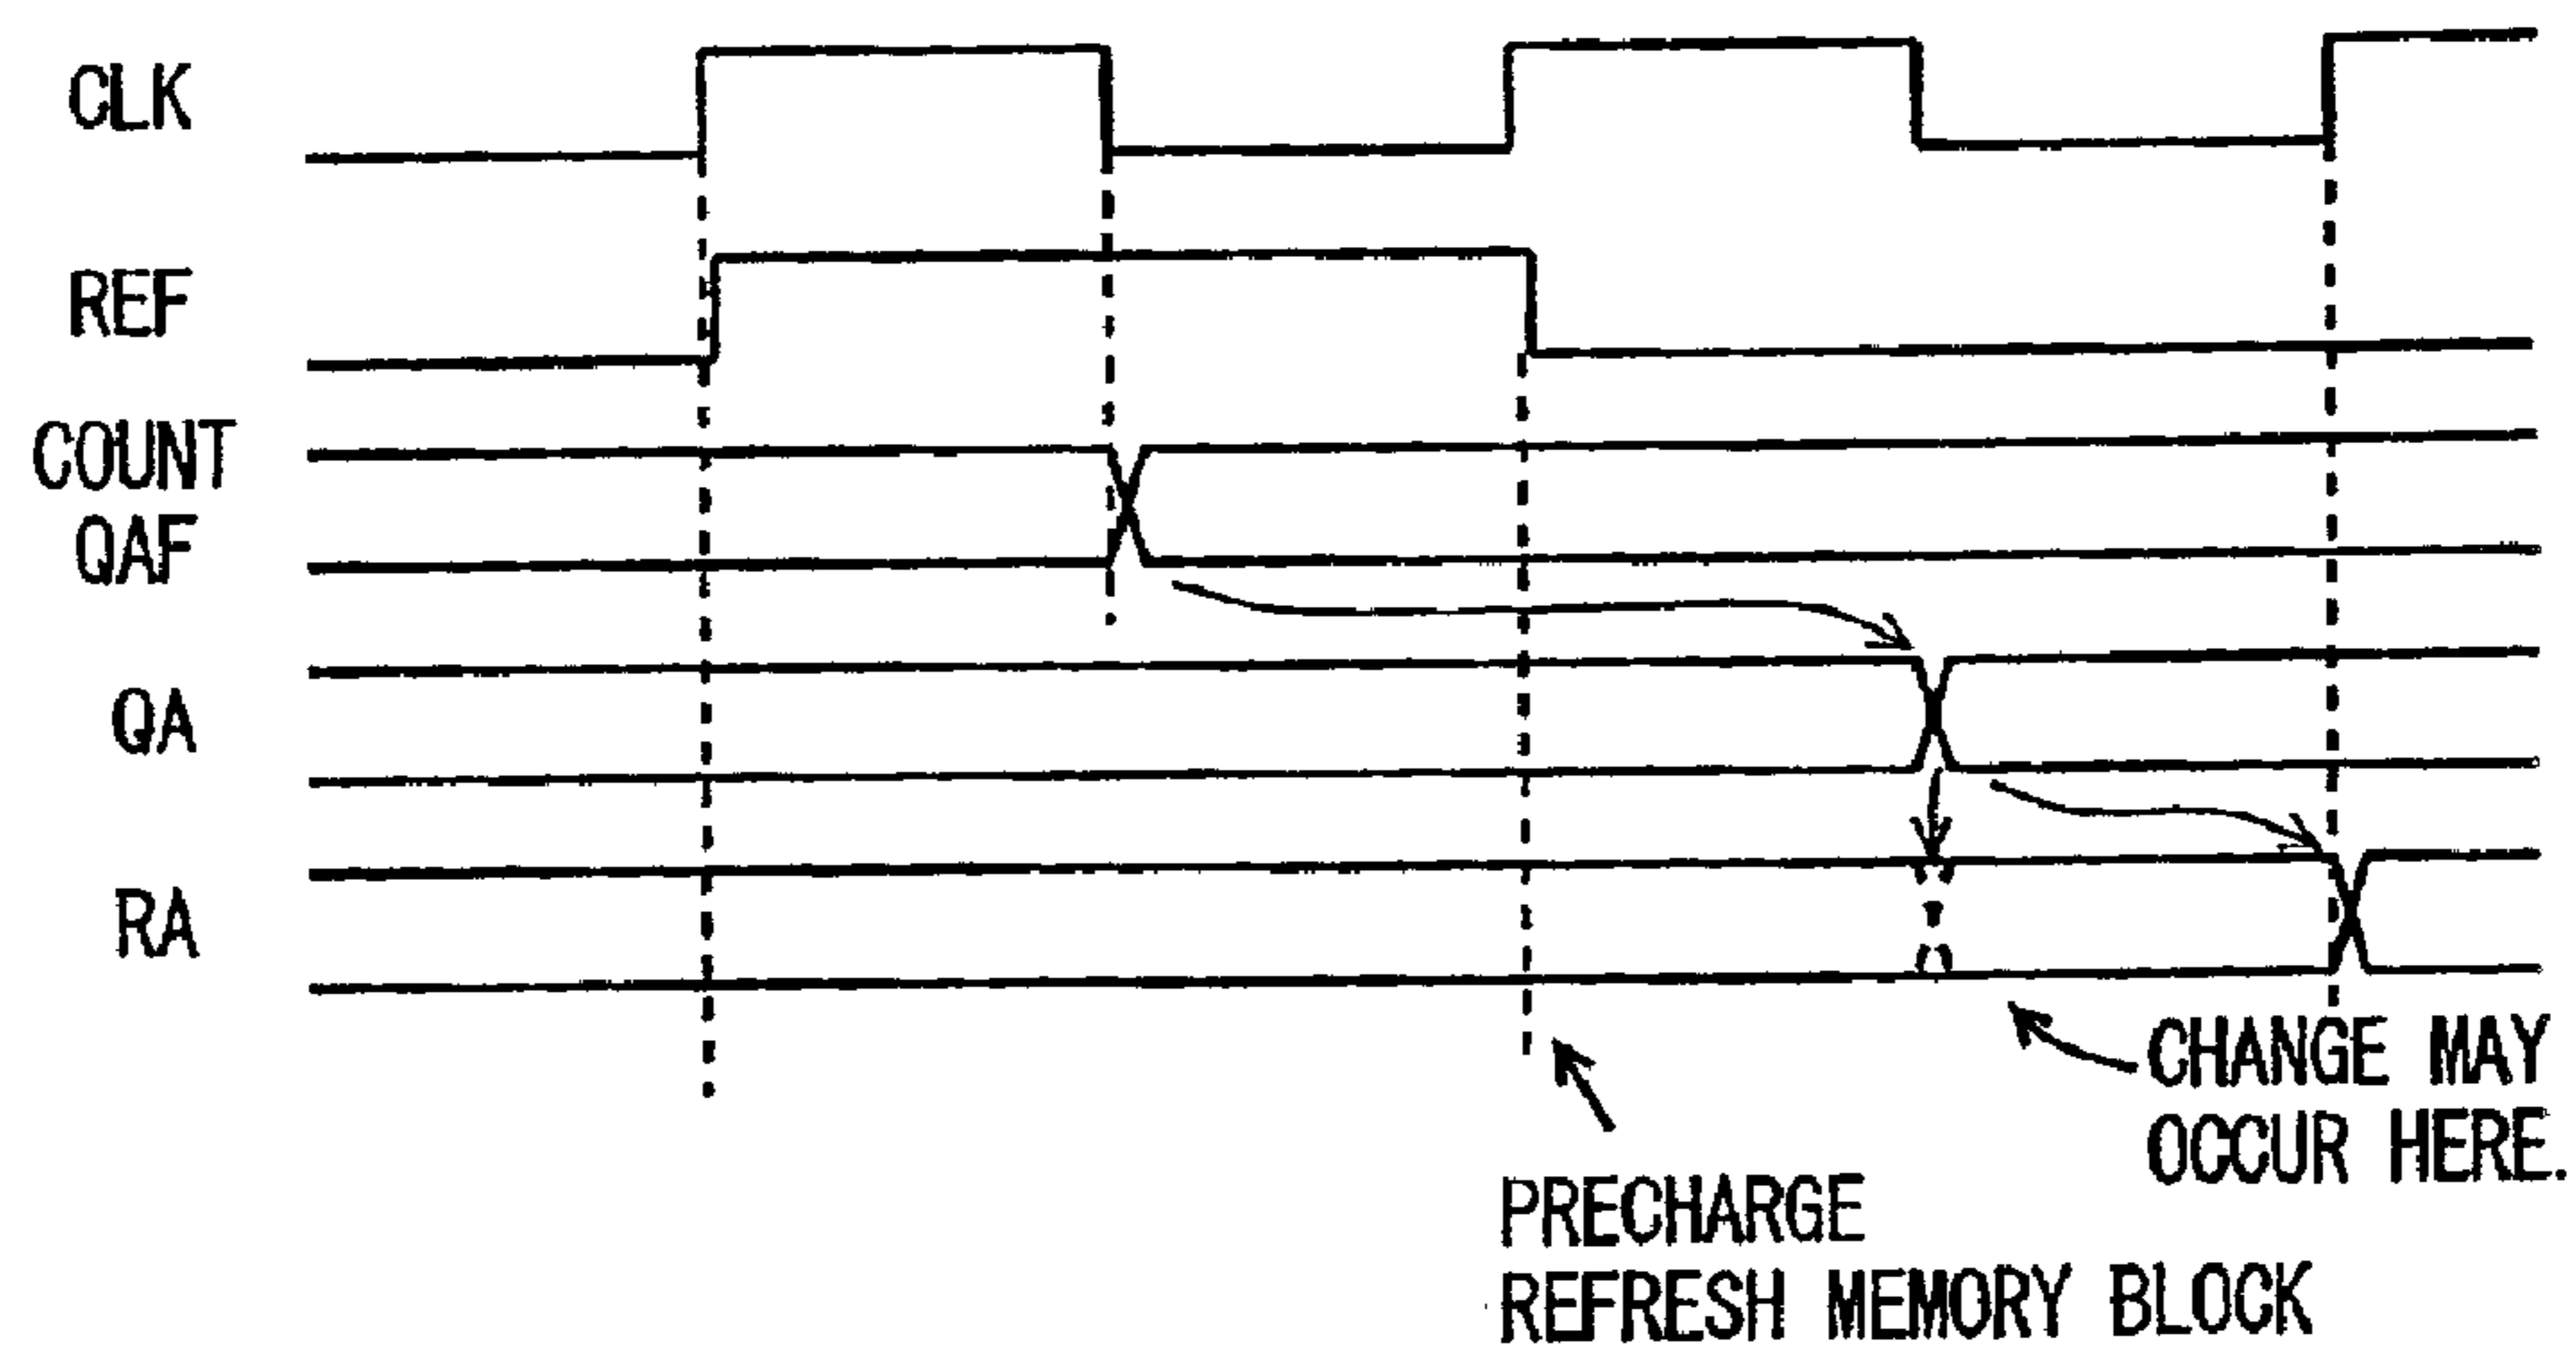 CLK
REF
COUNT
QAF
QA
RA
CHANGE MAY
OCCUR HERE.
PRECHARGE
REFRESH MEMORY BLOCK